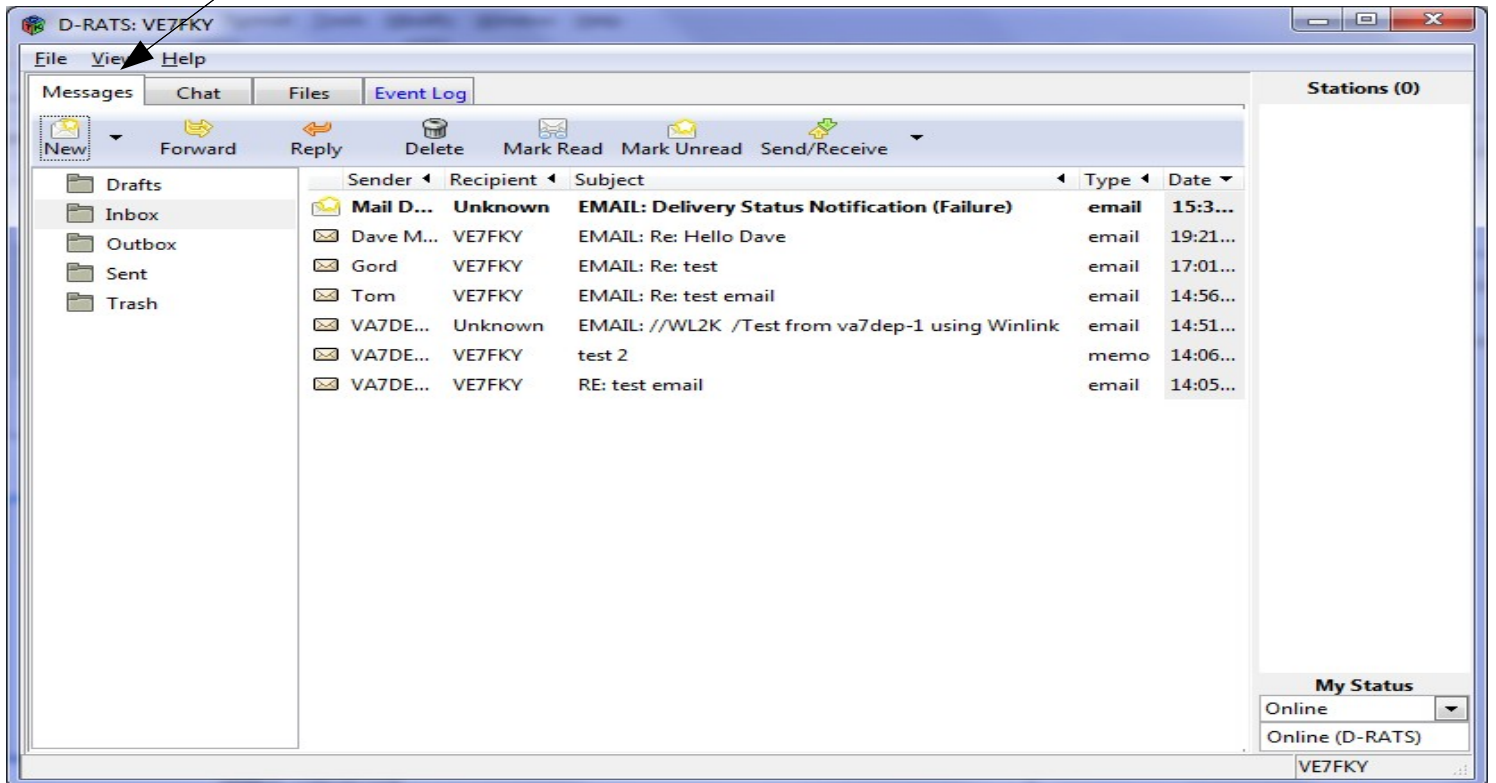 D-RATS: VE7FKY
File View Help
Messages Chat Files Event Log
New Forward Reply Delete Mark Read Mark Unread Send/Receive
Drafts
Inbox
Outbox
Sent
Trash
Sender Recipient Subject Type Date
Mail D... Unknown EMAIL: Delivery Status Notification (Failure) email 15:3...
Dave M... VE7FKY EMAIL: Re: Hello Dave email 19:21...
Gord VE7FKY EMAIL: Re: test email 17:01...
Tom VE7FKY EMAIL: Re: test email email 14:56...
VA7DE... Unknown EMAIL: //WL2K /Test from va7dep-1 using Winlink email 14:51...
VA7DE... VE7FKY test 2 memo 14:06...
VA7DE... VE7FKY RE: test email email 14:05...
Stations (0)
My Status
Online
Online (D-RATS)
VE7FKY